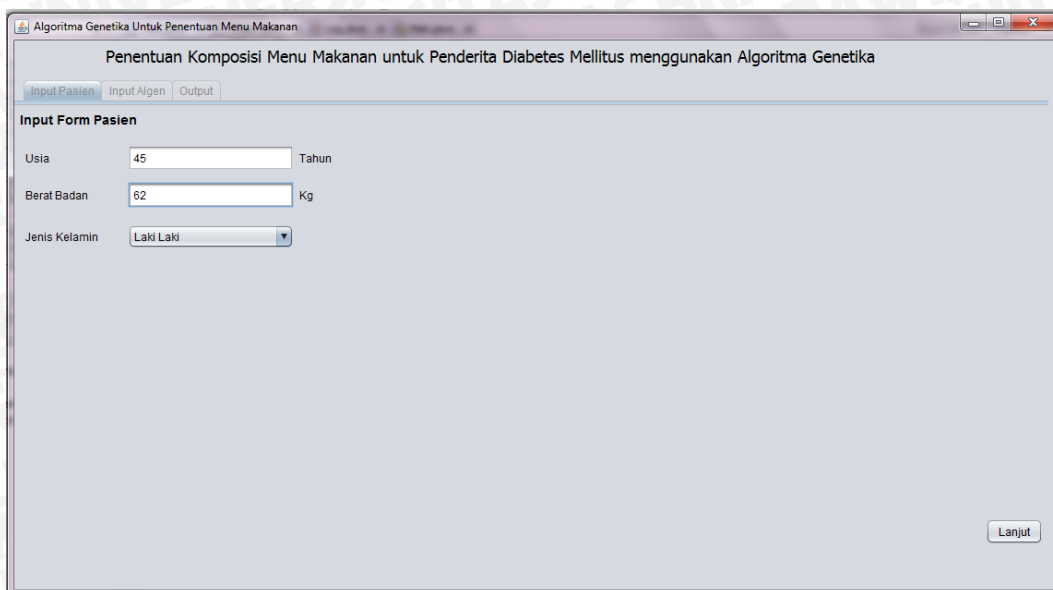 Algoritma Genetika Untuk Penentuan Menu Makanan
Penentuan Komposisi Menu Makanan untuk Penderita Diabetes Mellitus menggunakan Algoritma Genetika
Input Pasien Input Algen Output
Input Form Pasien
Usia 45 Tahun
Berat Badan 62 Kg
Jenis Kelamin Laki Laki
Lanjut